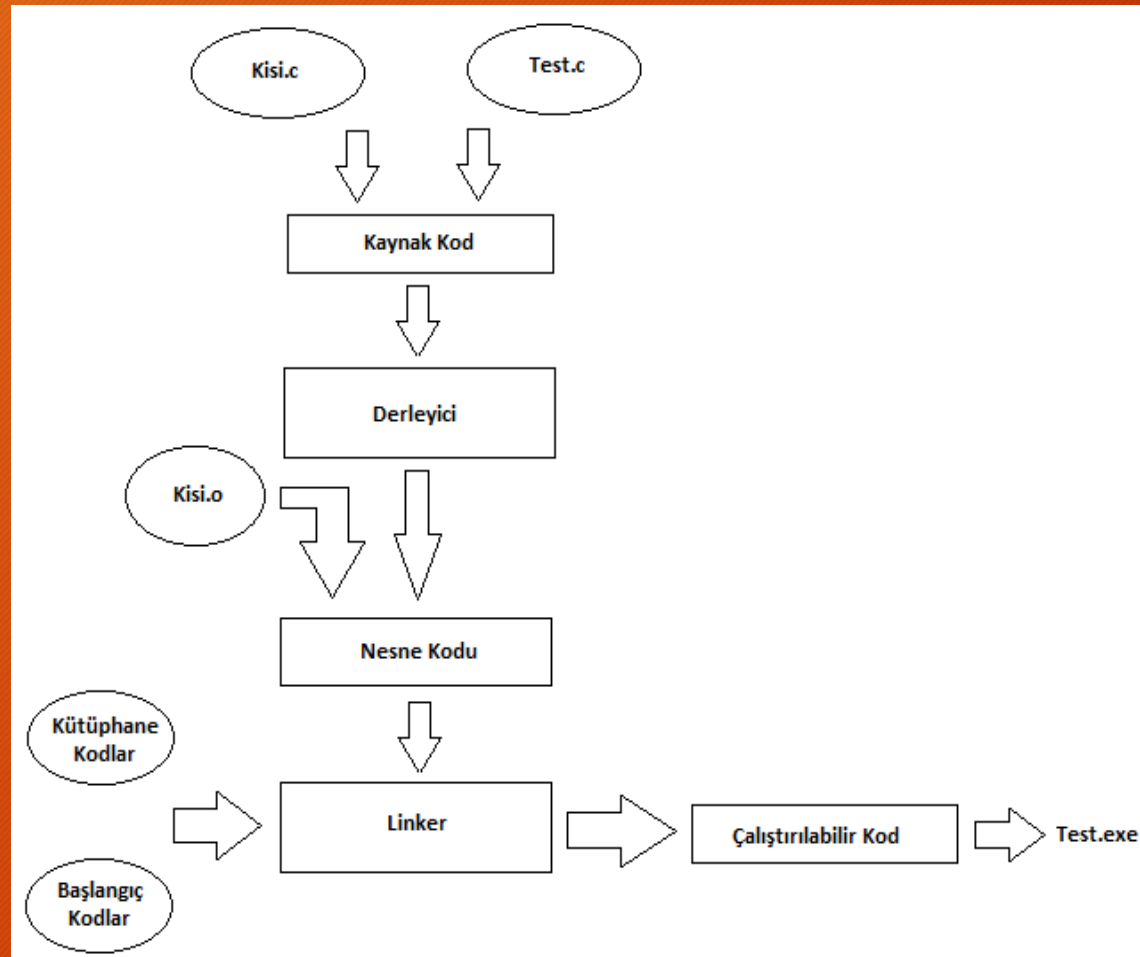 Kisi.c
Test.c
Kaynak Kod
Derleyici
Kisi.o
Nesne Kodu
Kütüphane
Kodlar
Linker
Çalıştırılabilir Kod
Test.exe
Başlangıç
Kodlar